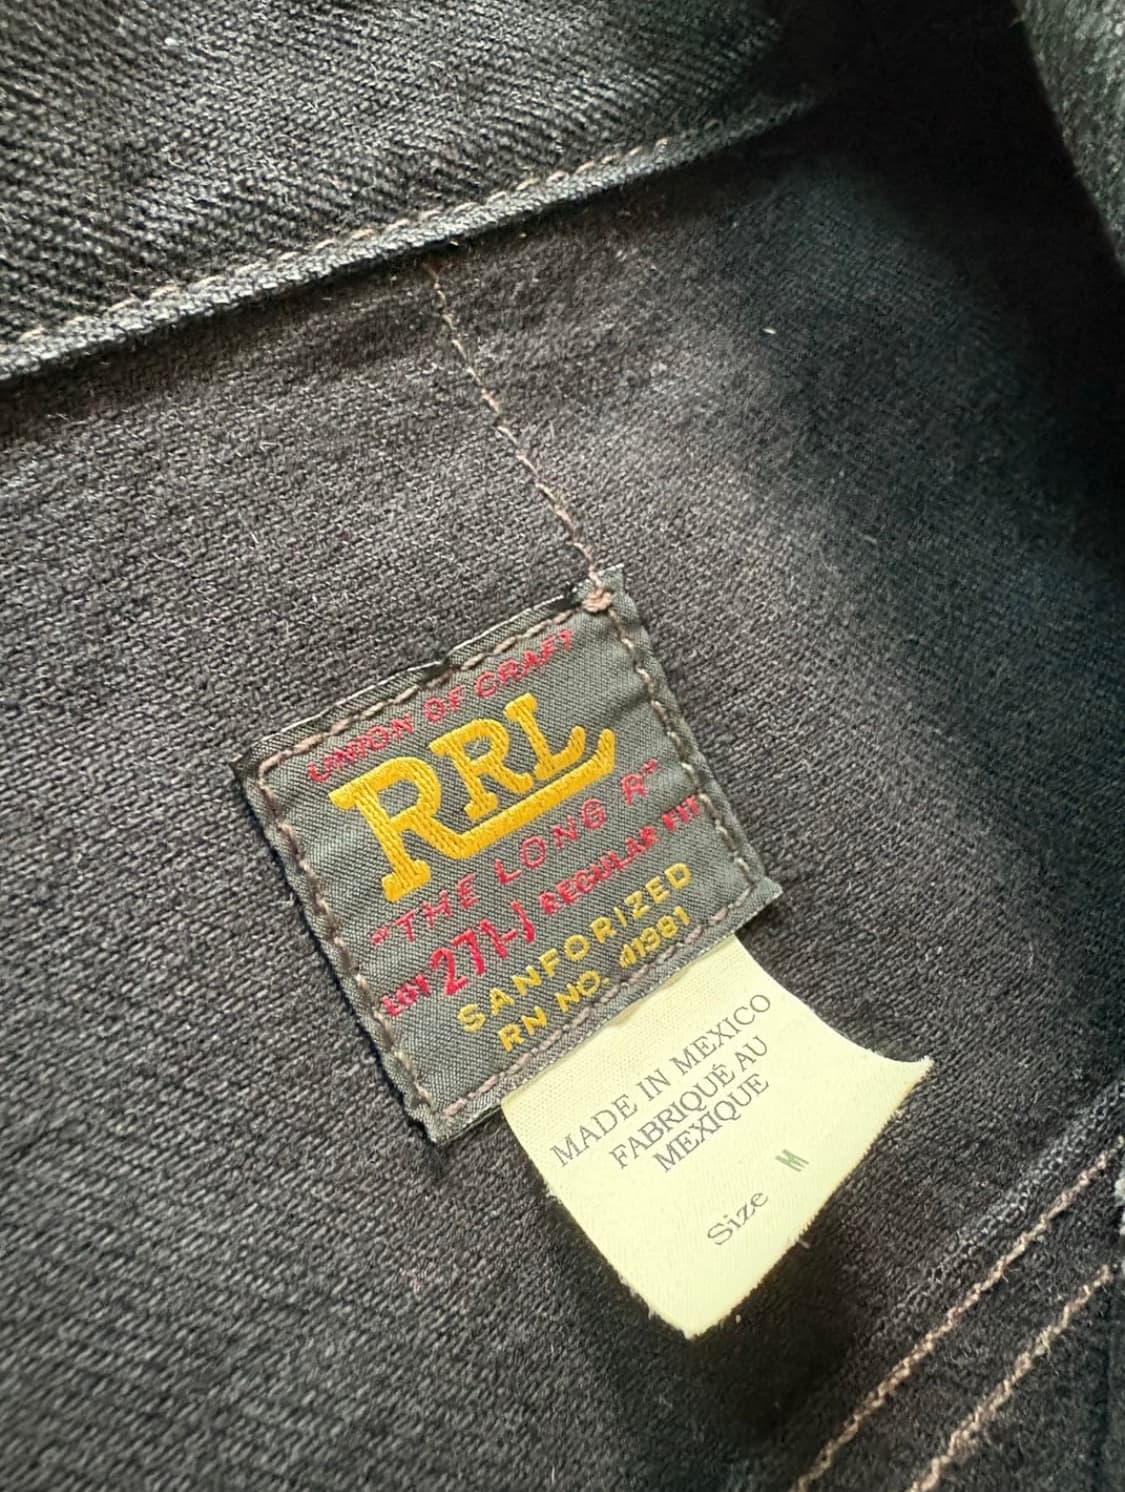 UNION OF CRAFT
RRL
"THE LONG R"
LOT 271-J REGULAR FIT
SANFORIZED
RN NO. 41381
MADE IN MEXICO
FABRIQUÉ AU
MEXIQUE
Size M